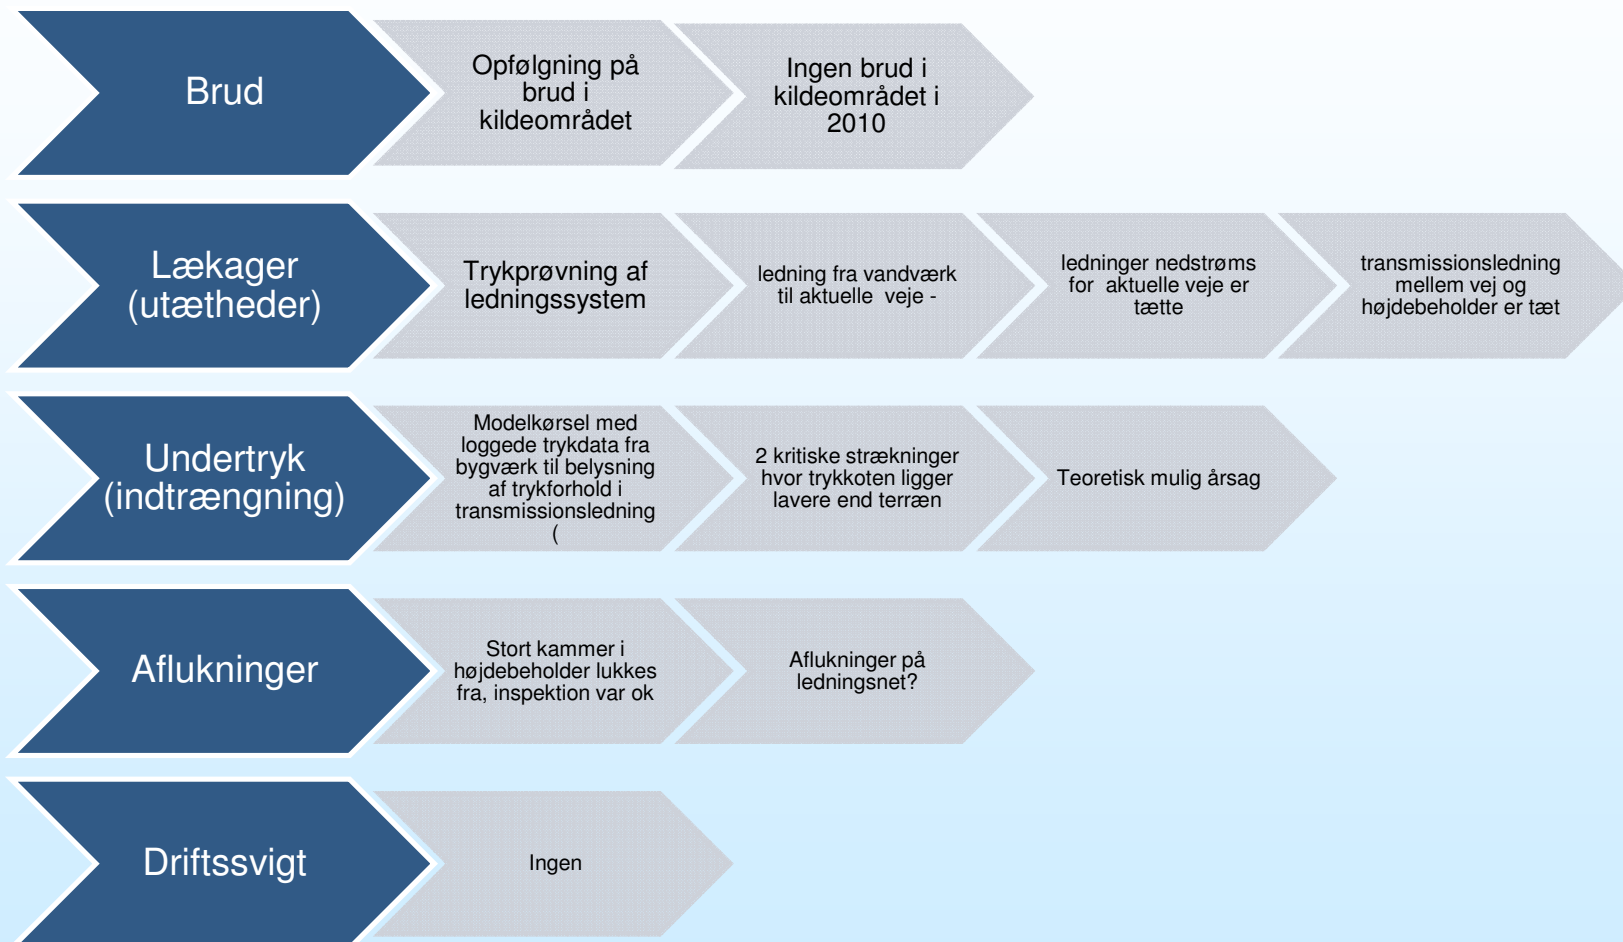 Brud
Opfølgning på
brud i
kildeområdet
Ingen brud i
kildeområdet i
2010
Lækager
(utætheder)
Trykprøvning af
ledningssystem
ledning fra vandværk
til aktuelle veje -
ledninger nedstrøms
for aktuelle veje er
tætte
transmissionsledning
mellem vej og
højdebeholder er tæt
Undertryk
(indtrængning)
Modelkørsel med
loggede trykdata fra
bygværk til belysning
af trykforhold i
transmissionsledning
(
2 kritiske strækninger
hvor trykkoten ligger
lavere end terræn
Teoretisk mulig årsag
Aflukninger
Stort kammer i
højdebeholder lukkes
fra, inspektion var ok
Aflukninger på
ledningsnet?
Driftssvigt
Ingen